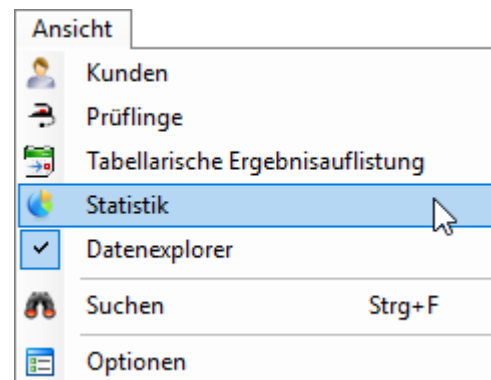 Ansicht
Kunden
Prüflinge
Tabellarische Ergebnisauflistung
Statistik
Datenexplorer
Suchen Strg+F
Optionen